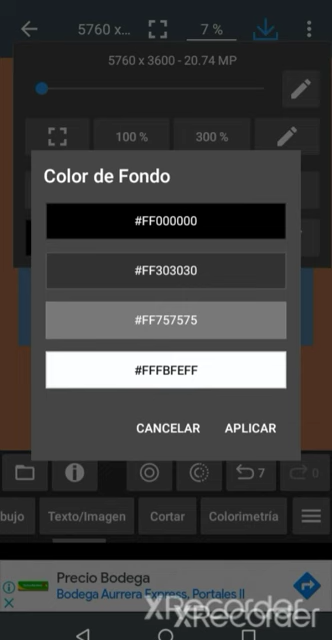 5760 x...
7 %
5760 x 3600 - 20.74 MP
100 %
300 %
Color de Fondo
#FF000000
#FF303030
#FF757575
#FFFBFEFF
CANCELAR
APLICAR
7
0
bujo
Texto/Imagen
Cortar
Colorimetría
Precio Bodega
Bodega Aurrera Express, Portales II
XRecorder
XRecorder